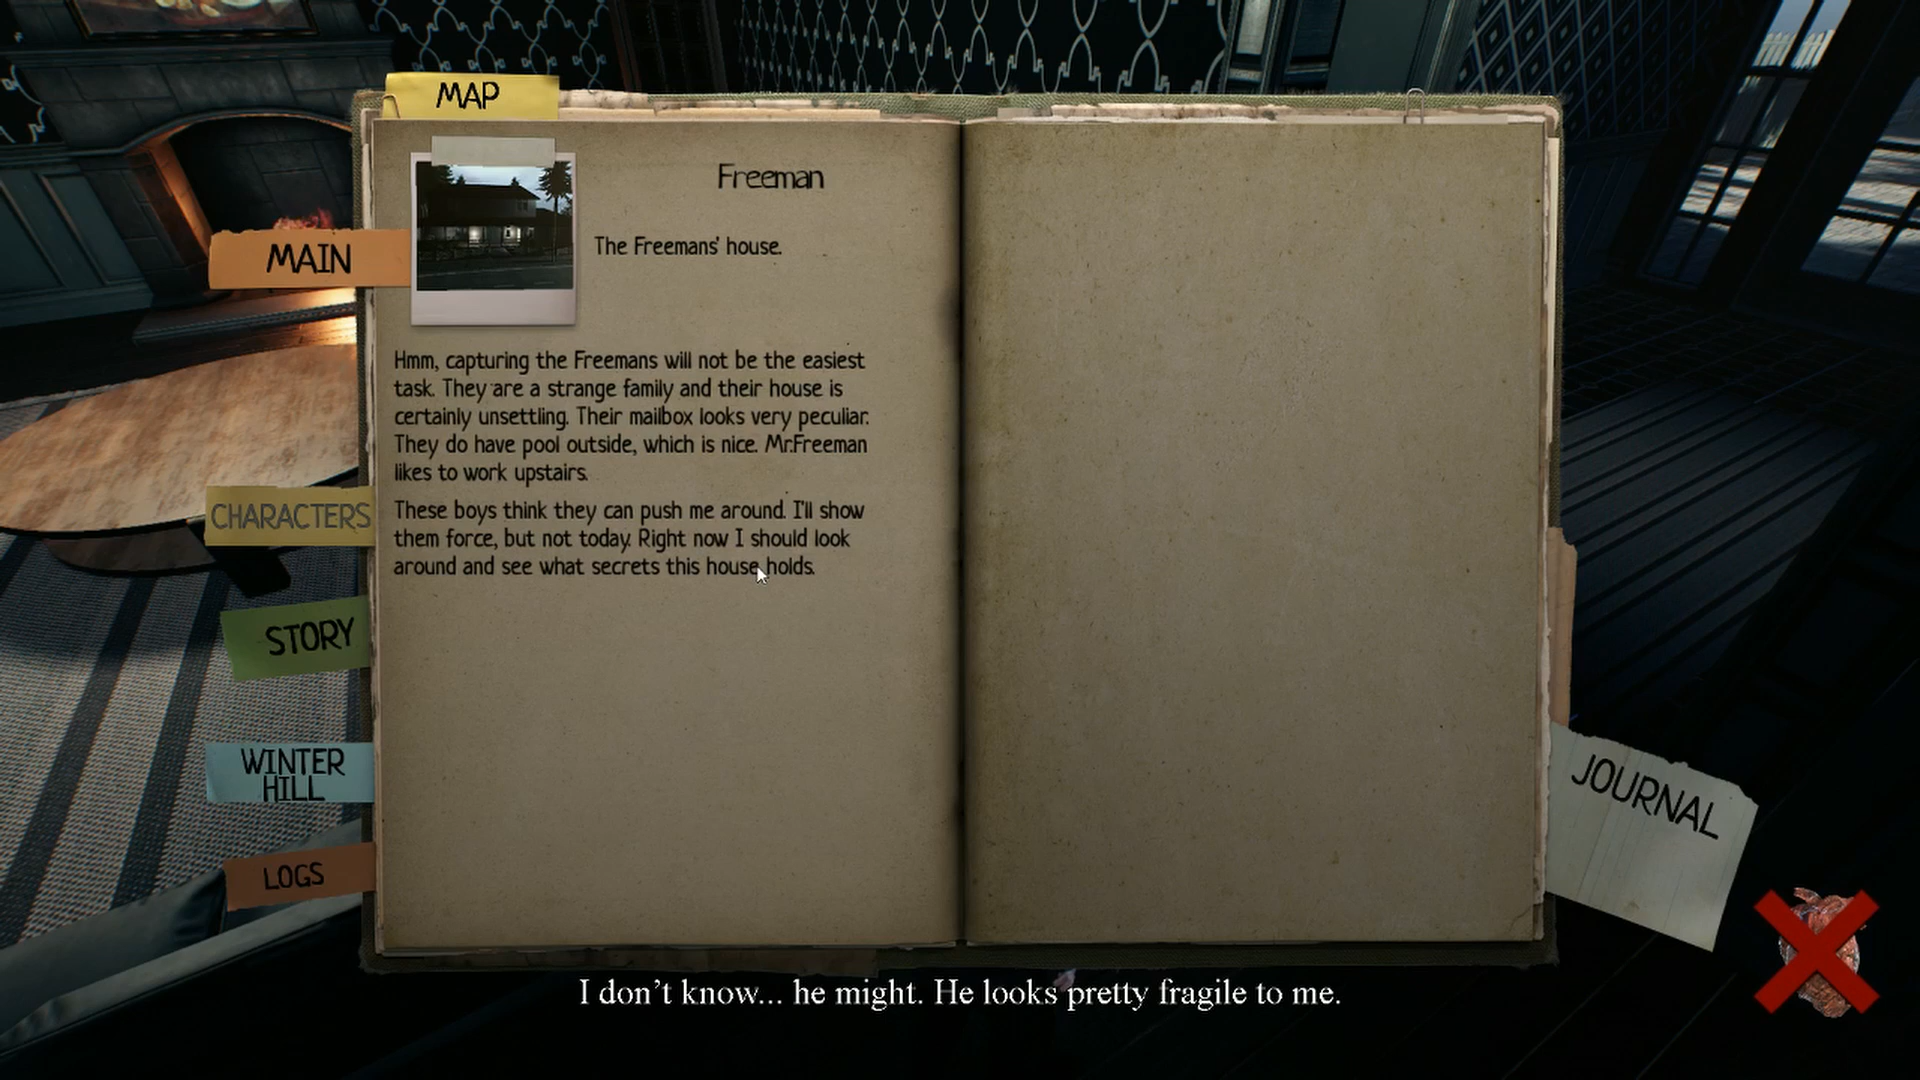 MAP
Freeman
The Freemans' house.
MAIN
Hmm, capturing the Freemans will not be the easiest
task. They are a strange family and their house is
certainly unsettling. Their mailbox looks very peculiar.
They do have pool outside, which is nice. Mr.Freeman
likes to work upstairs.
These boys think they can push me around. I'll show
them force, but not today. Right now I should look
around and see what secrets this house holds.
CHARACTERS
STORY
WINTER
HILL
LOGS
JOURNAL
I don't know... he might. He looks pretty fragile to me.